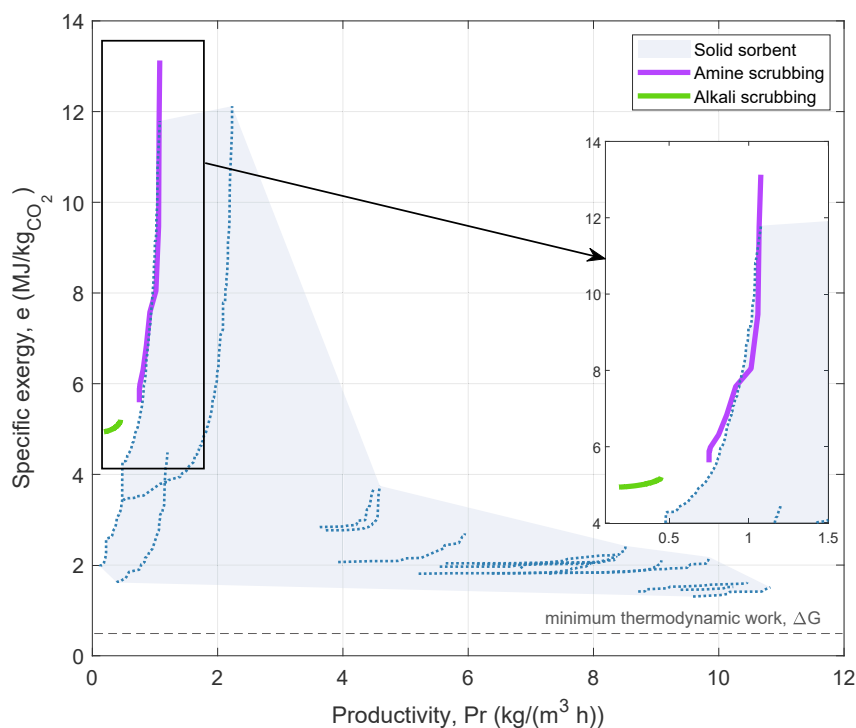 14
12
10
8
6
4
2
0
Specific exergy, e (MJ/kg_CO₂)
0 2 4 6 8 10 12
Productivity, Pr (kg/(m³ h))
Solid sorbent
Amine scrubbing
Alkali scrubbing
14
12
10
8
6
4
0.5 1 1.5
minimum thermodynamic work, ΔG